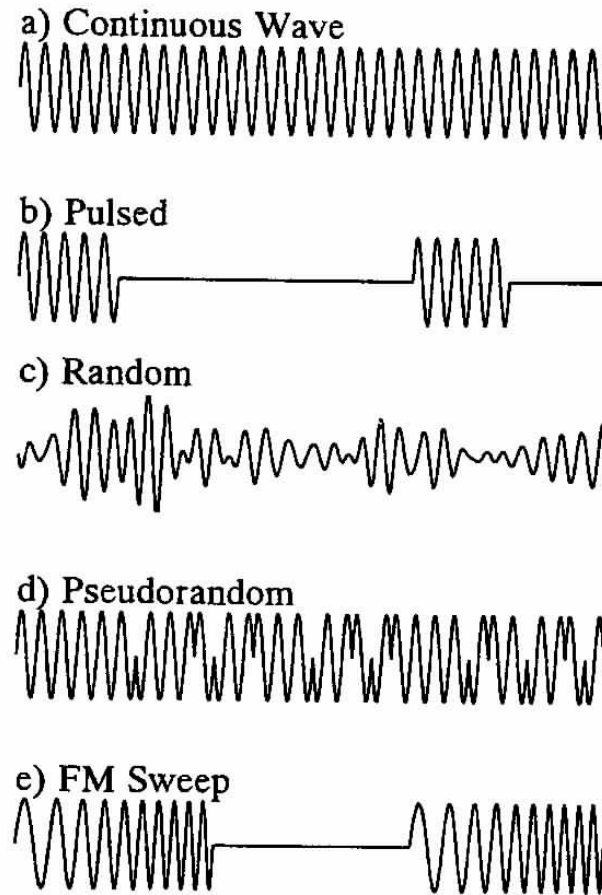 a) Continuous Wave
b) Pulsed
c) Random
d) Pseudorandom
e) FM Sweep